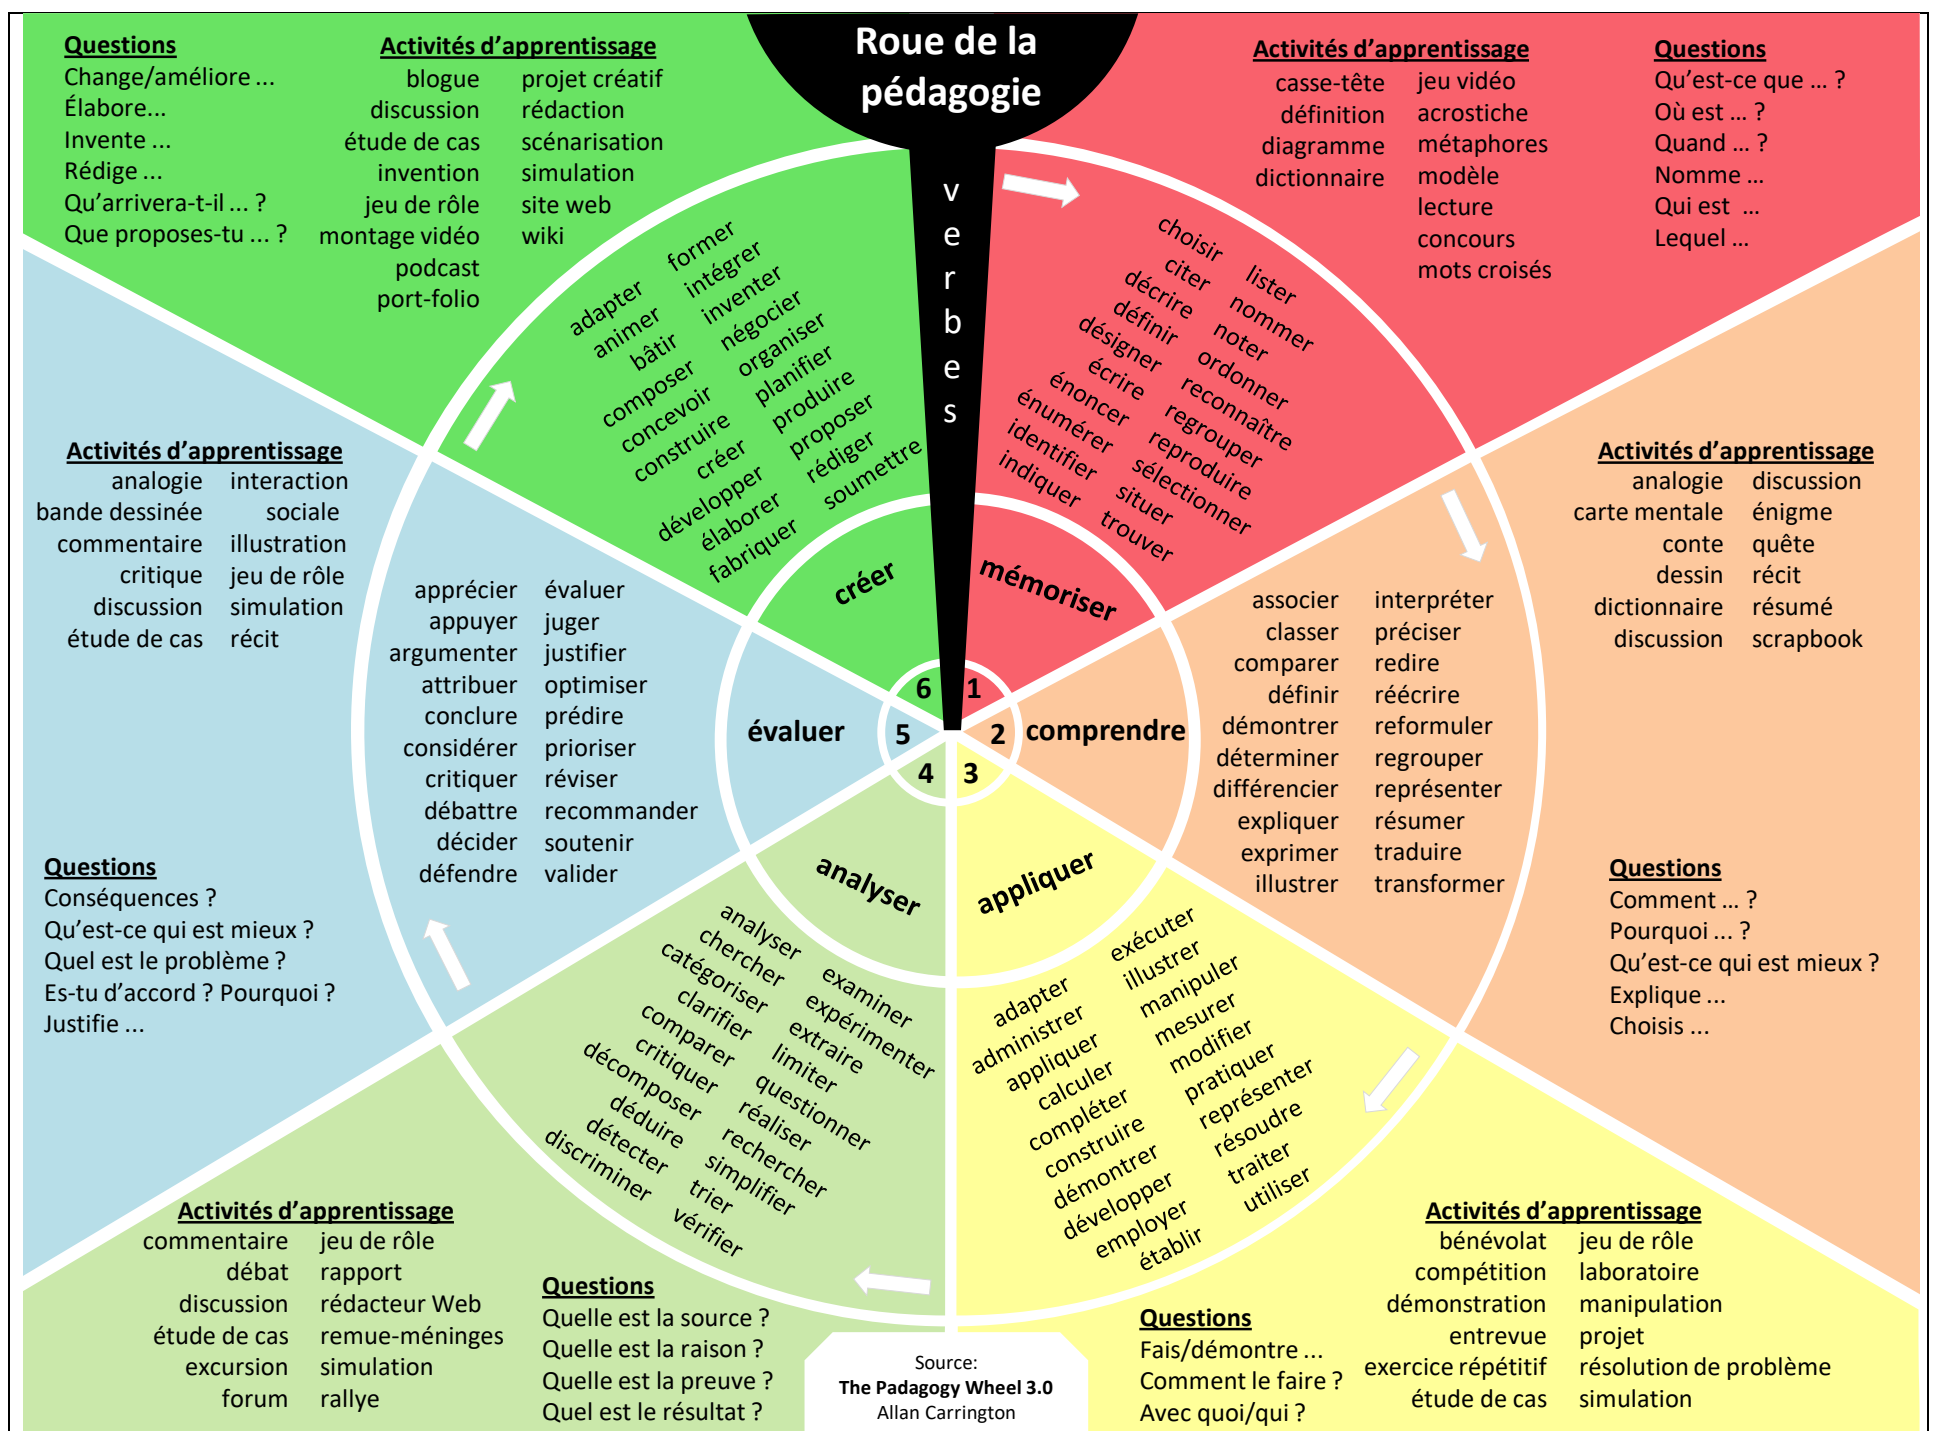 Roue de la
pédagogie
verbes
Questions
Change/améliore ...
Élabore...
Invente ...
Rédige ...
Qu'arrivera-t-il ... ?
Que proposes-tu ... ?
Activités d'apprentissage
blogue
discussion
étude de cas
invention
jeu de rôle
montage vidéo
podcast
port-folio
projet créatif
rédaction
scénarisation
simulation
site web
wiki
Activités d'apprentissage
casse-tête
définition
diagramme
dictionnaire
jeu vidéo
acrostiche
métaphores
modèle
lecture
concours
mots croisés
Questions
Qu'est-ce que ... ?
Où est ... ?
Quand ... ?
Nomme ...
Qui est ...
Lequel ...
adapter
animer
bâtir
composer
concevoir
construire
créer
développer
élaborer
fabriquer
former
intégrer
inventer
négocier
organiser
planifier
produire
proposer
rédiger
soumettre
choisir
citer
décrire
définir
désigner
écrire
énoncer
énumérer
identifier
indiquer
lister
nommer
noter
ordonner
reconnaître
regrouper
reproduire
sélectionner
situer
trouver
créer
mémoriser
6
1
Activités d'apprentissage
analogie
bande dessinée
commentaire
critique
discussion
étude de cas
interaction
sociale
illustration
jeu de rôle
simulation
récit
apprécier
appuyer
argumenter
attribuer
conclure
considérer
critiquer
débattre
décider
défendre
évaluer
juger
justifier
optimiser
prédire
prioriser
réviser
recommander
soutenir
valider
évaluer
5
2
comprendre
associer
classer
comparer
définir
démontrer
déterminer
différencier
expliquer
exprimer
illustrer
interpréter
préciser
redire
réécrire
reformuler
regrouper
représenter
résumer
traduire
transformer
Activités d'apprentissage
analogie
carte mentale
conte
dessin
dictionnaire
discussion
discussion
énigme
quête
récit
résumé
scrapbook
Questions
Conséquences ?
Qu'est-ce qui est mieux ?
Quel est le problème ?
Es-tu d'accord ? Pourquoi ?
Justifie ...
Questions
Comment ... ?
Pourquoi ... ?
Qu'est-ce qui est mieux ?
Explique ...
Choisis ...
4
3
analyser
appliquer
analyser
chercher
catégoriser
clarifier
comparer
critiquer
décomposer
déduire
détecter
discriminer
examiner
expérimenter
extraire
limiter
questionner
réaliser
rechercher
simplifier
trier
vérifier
adapter
administrer
appliquer
calculer
compléter
construire
démontrer
développer
employer
établir
exécuter
illustrer
manipuler
mesurer
modifier
pratiquer
représenter
résoudre
traiter
utiliser
Activités d'apprentissage
commentaire
débat
discussion
étude de cas
excursion
forum
jeu de rôle
rapport
rédacteur Web
remue-méninges
simulation
rallye
Questions
Quelle est la source ?
Quelle est la raison ?
Quelle est la preuve ?
Quel est le résultat ?
Source:
The Padagogy Wheel 3.0
Allan Carrington
Questions
Fais/démontre ...
Comment le faire ?
Avec quoi/qui ?
Activités d'apprentissage
bénévolat
compétition
démonstration
entrevue
exercice répétitif
étude de cas
jeu de rôle
laboratoire
manipulation
projet
résolution de problème
simulation